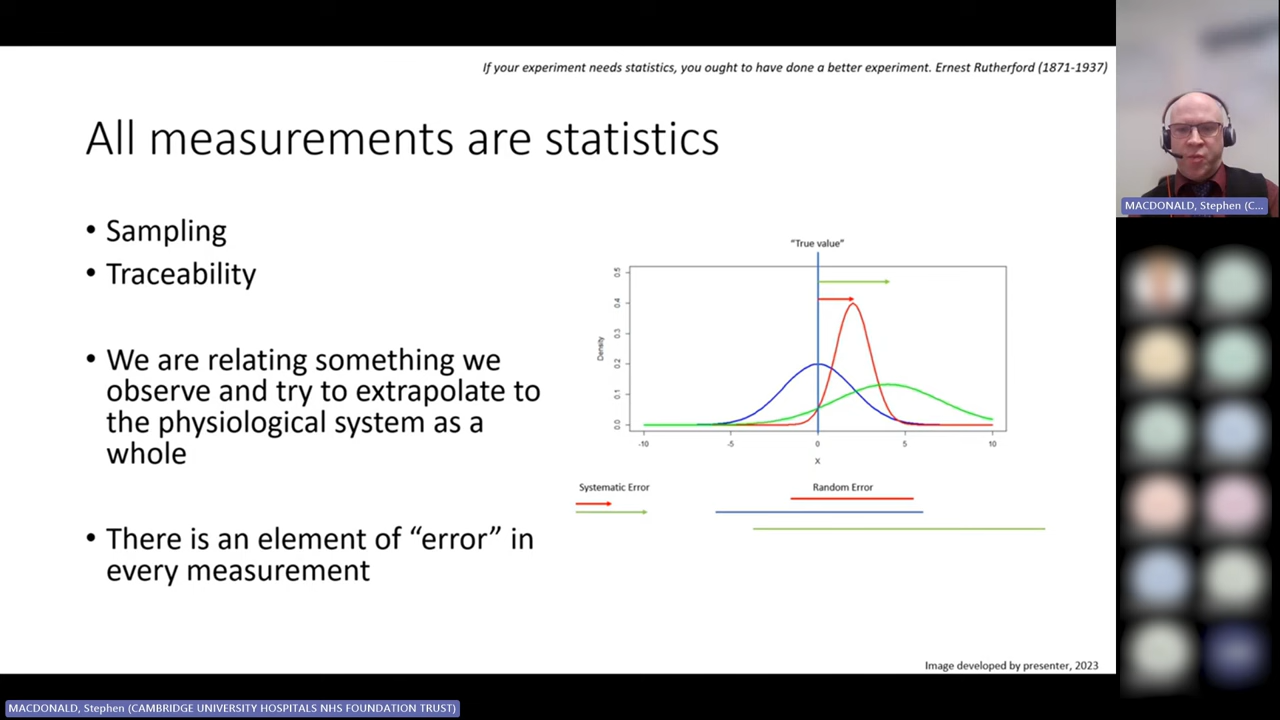 If your experiment needs statistics, you ought to have done a better experiment. Ernest Rutherford (1871-1937)
All measurements are statistics
• Sampling
• Traceability
• We are relating something we
observe and try to extrapolate to
the physiological system as a
whole
• There is an element of “error” in
every measurement
“True value”
0.5
0.4
0.3
0.2
0.1
0.0
Density
-10 -5 0 5 10
X
Systematic Error
Random Error
Image developed by presenter, 2023
MACDONALD, Stephen (C...
MACDONALD, Stephen (CAMBRIDGE UNIVERSITY HOSPITALS NHS FOUNDATION TRUST)